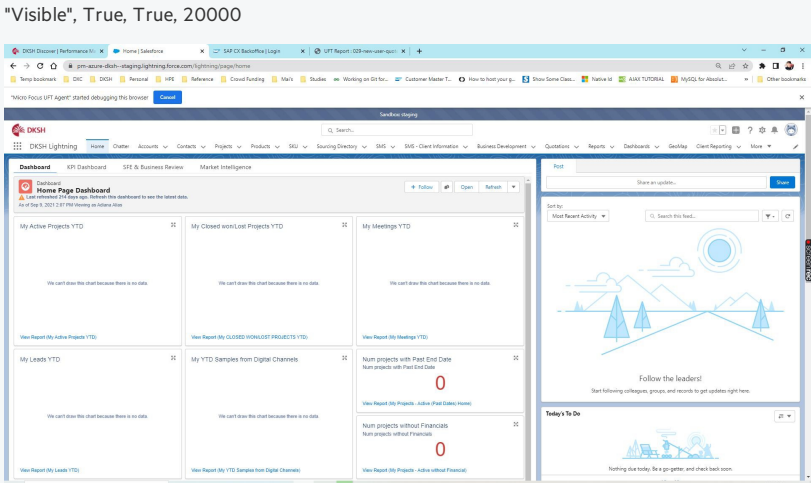 "Visible", True, True, 20000
DKSH Discover | Performance Ma
Home | Salesforce
SAP CX Backoffice | Login
UFT Report : 029-new-user-quot
pm-azure-dksh--staging.lightning.force.com/lightning/page/home
Temp bookmark DXC DKSH Personal HPE Reference Crowd Funding Mai's Studies Working on Git for... Customer Master T... How to host your g... Show Some Class... Native Id AJAX TUTORIAL MySQL for Absolut... » Other bookmarks
"Micro Focus UFT Agent" started debugging this browser Cancel
Sandbox: staging
DKSH
Search...
DKSH Lightning Home Chatter Accounts Contacts Projects Products SKU Sourcing Directory SMS SMS - Client Information Business Development Quotations Reports Dashboards GeoMap Client Reporting More
Dashboard KPI Dashboard SFE & Business Review Market Intelligence
Dashboard
Home Page Dashboard
Last refreshed 214 days ago. Refresh this dashboard to see the latest data.
As of Sep 9, 2021 2:07 PM Viewing as Adiana Alias
+ Follow Open Refresh
My Active Projects YTD
We can't draw this chart because there is no data.
View Report (My Active Projects YTD)
My Closed won/Lost Projects YTD
We can't draw this chart because there is no data.
View Report (My CLOSED WON/LOST PROJECTS YTD)
My Meetings YTD
We can't draw this chart because there is no data.
View Report (My Meetings YTD)
My Leads YTD
We can't draw this chart because there is no data.
View Report (My Leads YTD)
My YTD Samples from Digital Channels
We can't draw this chart because there is no data.
View Report (My YTD Samples from Digital Channels)
Num projects with Past End Date
Num projects with Past End Date
0
View Report (My Projects - Active (Past Dates) Home)
Num projects without Financials
Num projects without Financials
0
View Report (My Projects - Active without Financial)
Post
Share an update...
Share
Sort by:
Most Recent Activity
Search this feed...
Follow the leaders!
Start following colleagues, groups, and records to get updates right here.
Today's To Do
Nothing due today. Be a go-getter, and check back soon.